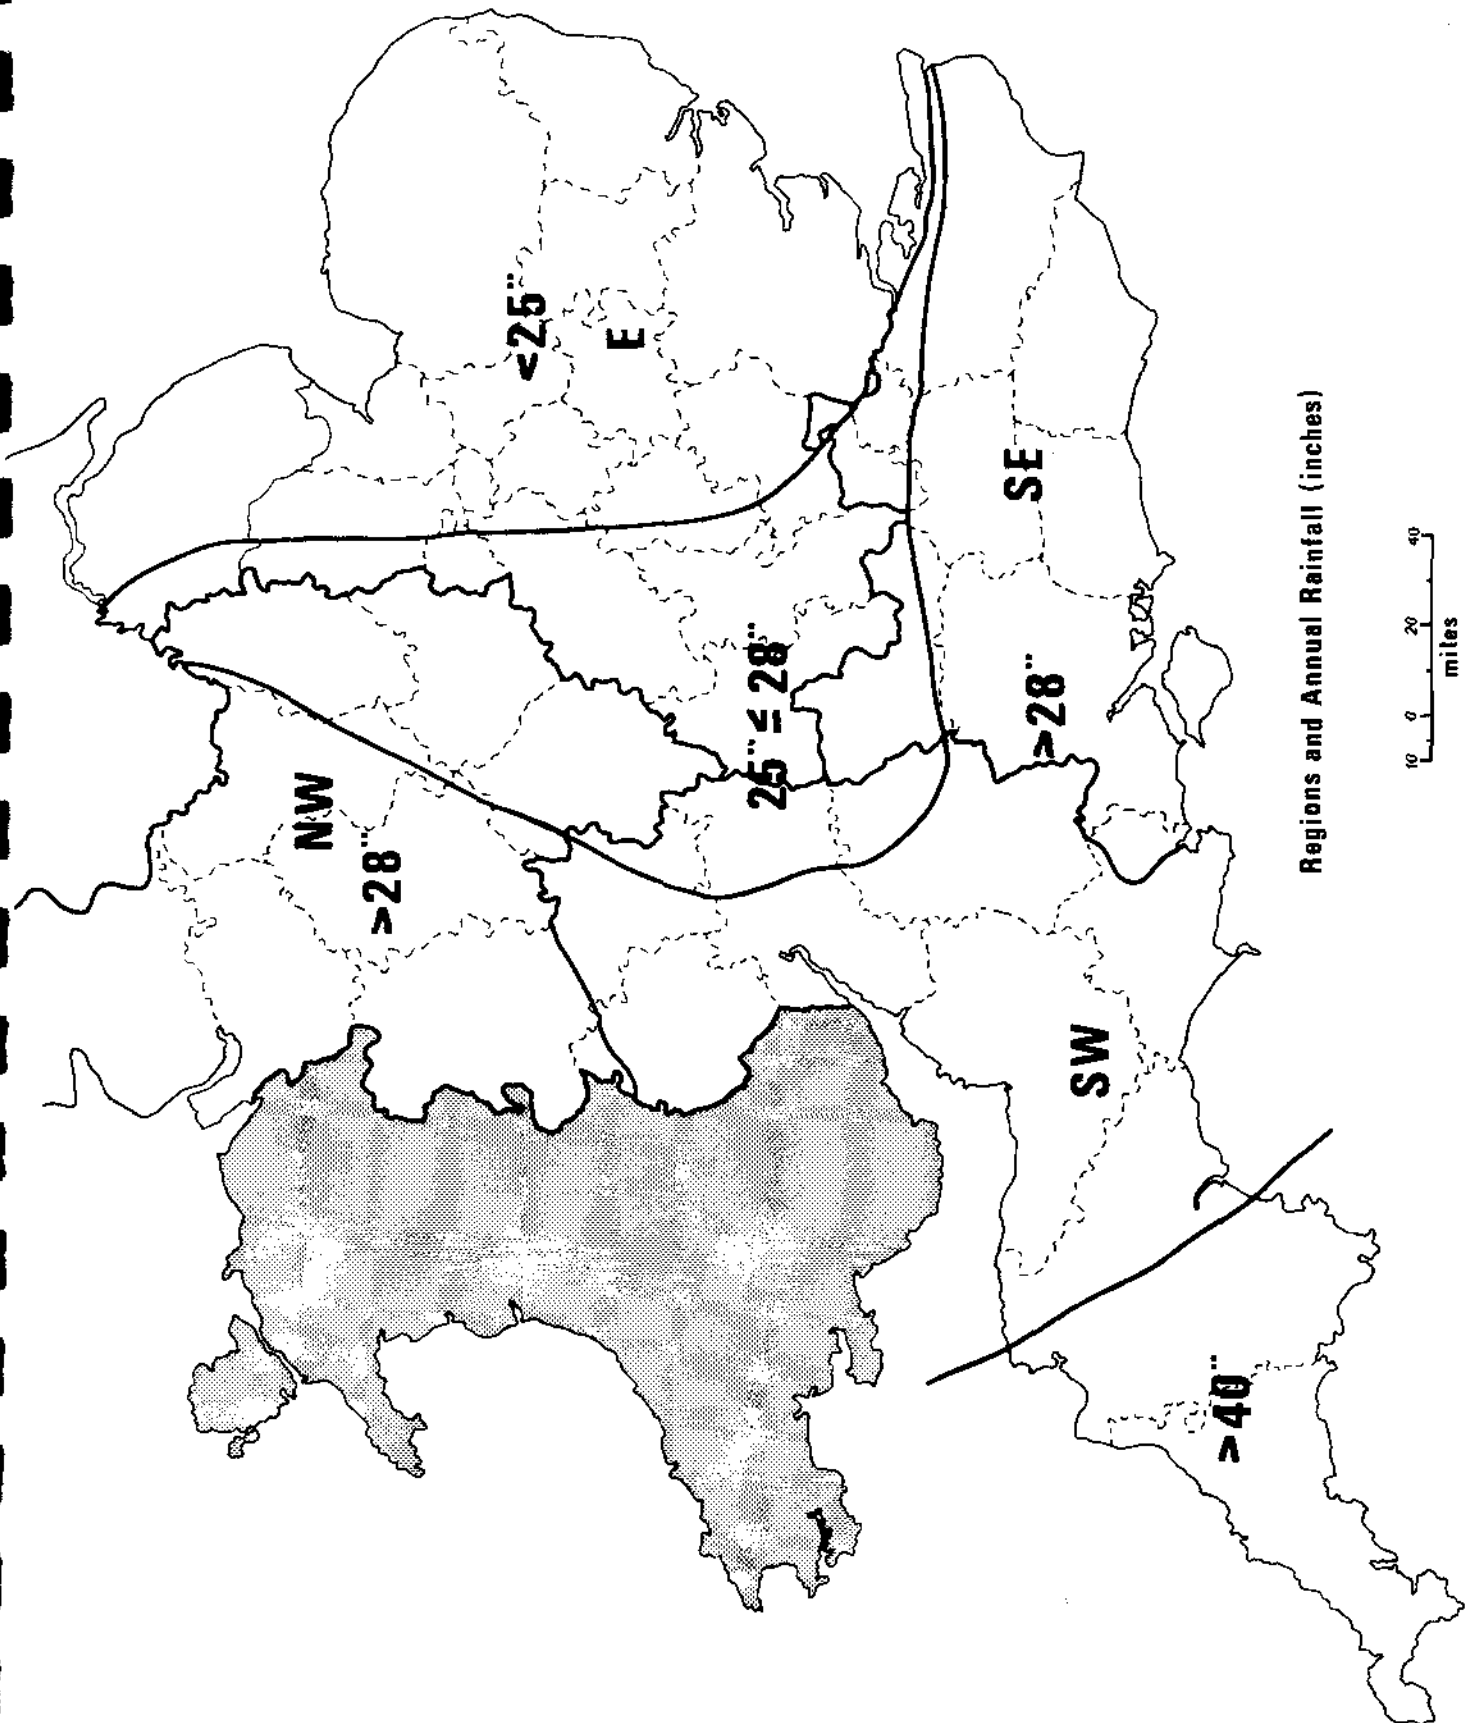 NW
>28"
<25"
E
25" ≤ 28"
SE
>28"
SW
>40"
Regions and Annual Rainfall (inches)
10 0 20 40
miles